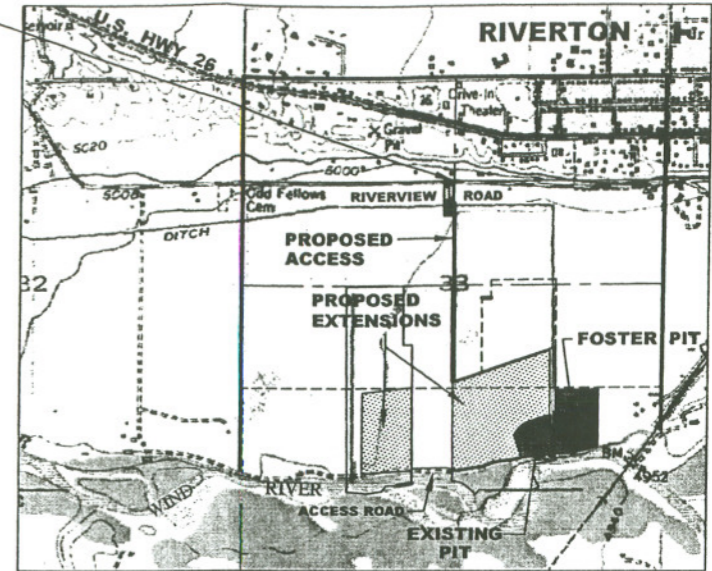 RIVERTON
U.S. HWY 26
Drive-In
Theater
Gravel
Pit
5000
Odd Fellows
Cem
RIVERVIEW ROAD
DITCH
PROPOSED
ACCESS
32
33
PROPOSED
EXTENSIONS
FOSTER PIT
BM
4952
WIND RIVER
ACCESS ROAD
EXISTING
PIT